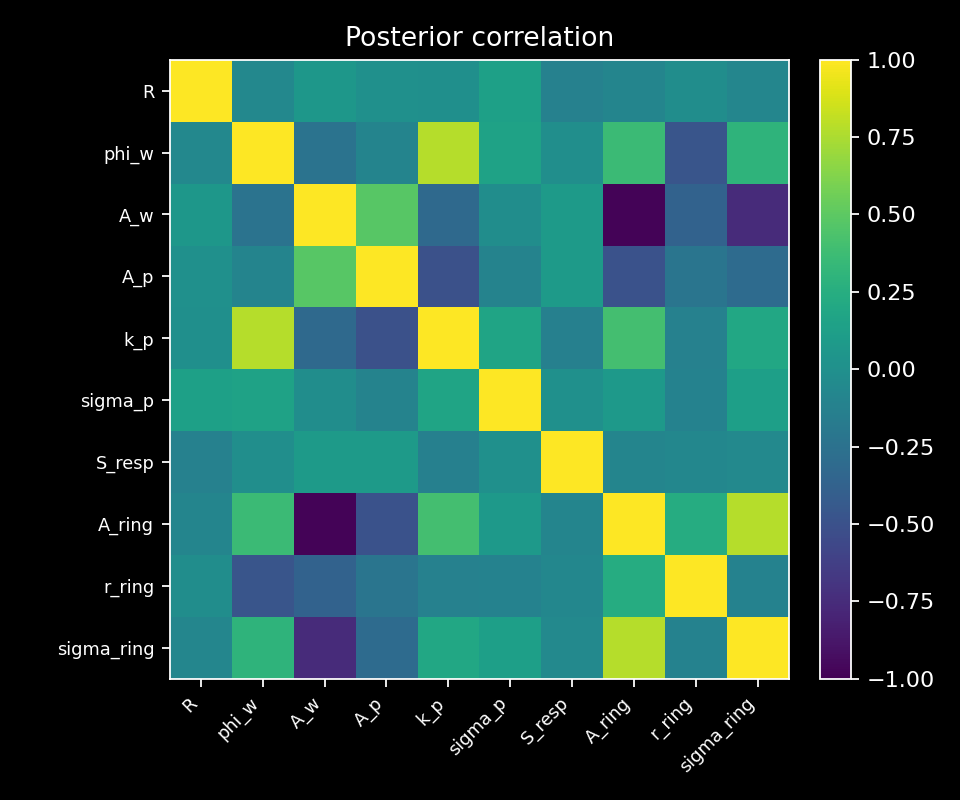 Posterior correlation
R
phi_w
A_w
A_p
k_p
sigma_p
S_resp
A_ring
r_ring
sigma_ring
R
phi_w
A_w
A_p
k_p
sigma_p
S_resp
A_ring
r_ring
sigma_ring
1.00
0.75
0.50
0.25
0.00
−0.25
−0.50
−0.75
−1.00